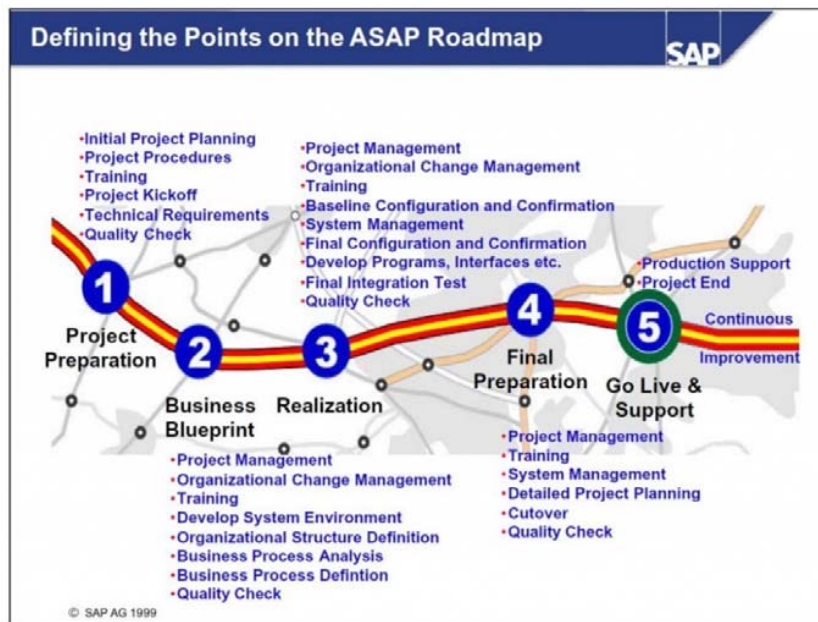 Defining the Points on the ASAP Roadmap
SAP
•Initial Project Planning
•Project Procedures
•Training
•Project Kickoff
•Technical Requirements
•Quality Check
•Project Management
•Organizational Change Management
•Training
•Baseline Configuration and Confirmation
•System Management
•Final Configuration and Confirmation
•Develop Programs, Interfaces etc.
•Final Integration Test
•Quality Check
•Production Support
•Project End
1
Project
Preparation
2
Business
Blueprint
3
Realization
4
Final
Preparation
5
Go Live &
Support
Continuous
Improvement
•Project Management
•Organizational Change Management
•Training
•Develop System Environment
•Organizational Structure Definition
•Business Process Analysis
•Business Process Defintion
•Quality Check
•Project Management
•Training
•System Management
•Detailed Project Planning
•Cutover
•Quality Check
© SAP AG 1999